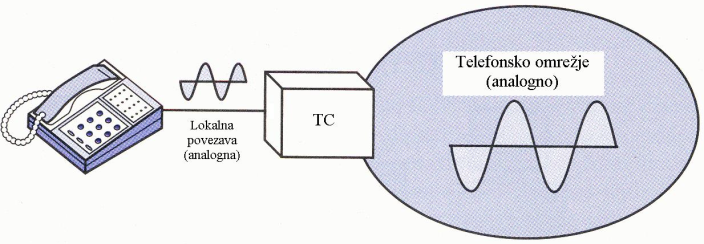 Lokalna
povezava
(analogna)
TC
Telefonsko omrežje
(analogno)